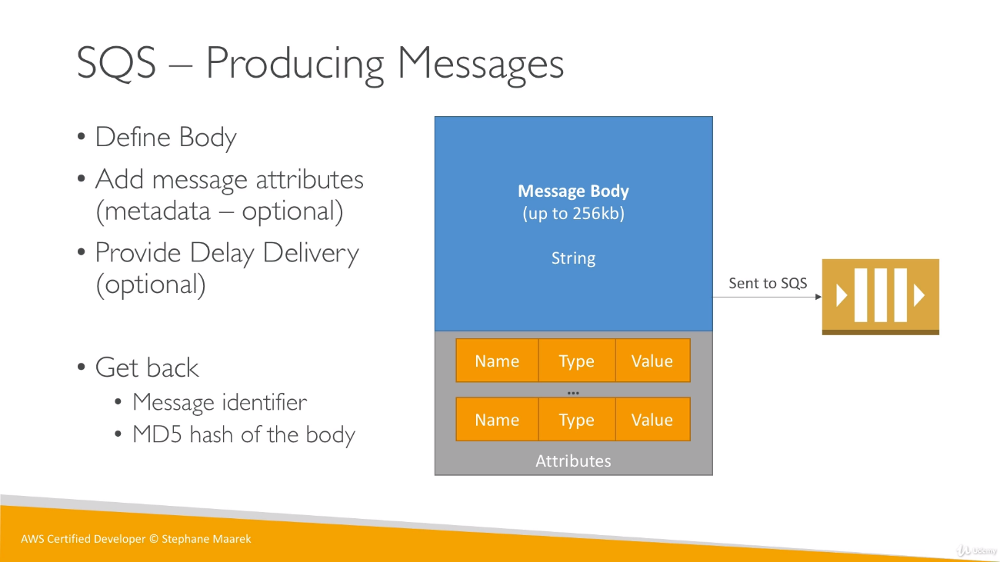 SQS – Producing Messages
• Define Body
• Add message attributes
(metadata – optional)
• Provide Delay Delivery
(optional)
• Get back
• Message identifier
• MD5 hash of the body
Message Body
(up to 256kb)
String
Name Type Value
...
Name Type Value
Attributes
Sent to SQS
AWS Certified Developer © Stephane Maarek
Udemy